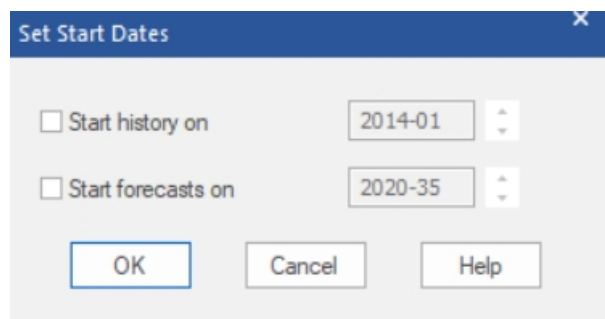 Set Start Dates
Start history on 2014-01
Start forecasts on 2020-35
OK Cancel Help